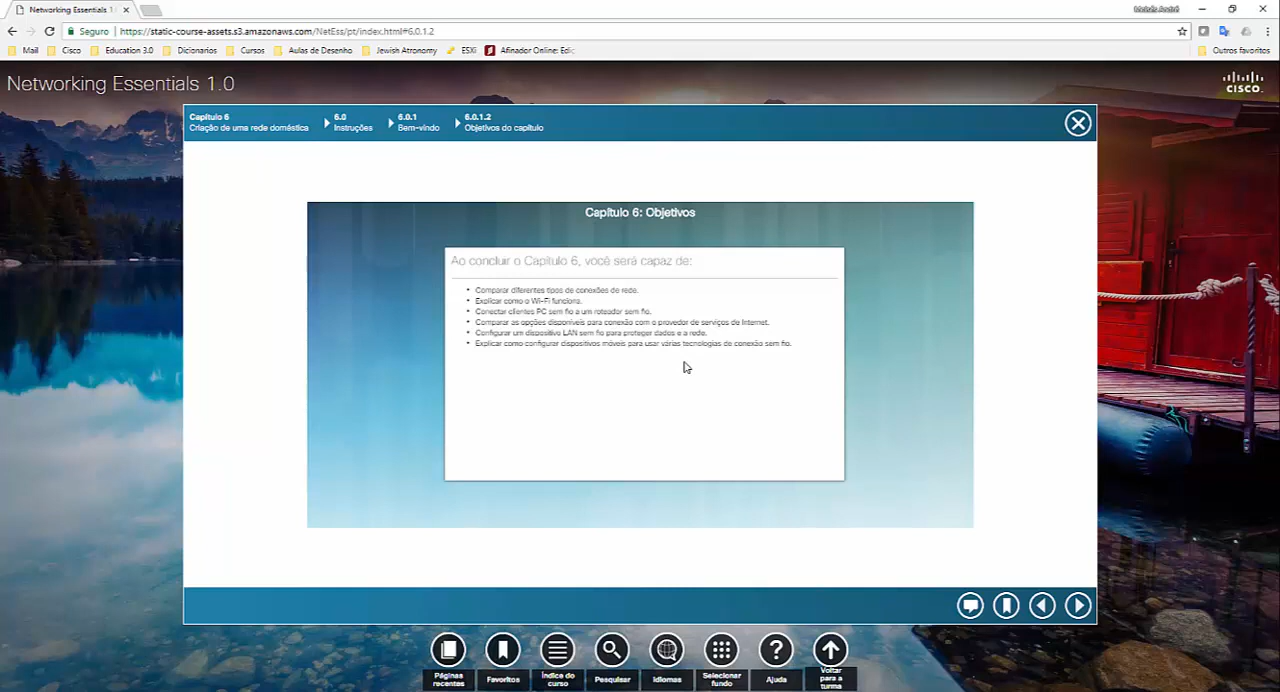 Networking Essentials 1.0
Moisés André
Seguro
https://static-course-assets.s3.amazonaws.com/NetEss/pt/index.html#6.0.1.2
Mail
Cisco
Education 3.0
Dicionarios
Cursos
Aulas de Desenho
Jewish Atronomy
ESXi
Afinador Online: Edic
Outros favoritos
Networking Essentials 1.0
CISCO.
Capítulo 6
Criação de uma rede doméstica
6.0
Instruções
6.0.1
Bem-vindo
6.0.1.2
Objetivos do capítulo
Capítulo 6: Objetivos
Ao concluir o Capítulo 6, você será capaz de:
• Comparar diferentes tipos de conexões de rede.
• Explicar como o Wi-Fi funciona.
• Conectar clientes PC sem fio a um roteador sem fio.
• Comparar as opções disponíveis para conexão com o provedor de serviços de Internet.
• Configurar um dispositivo LAN sem fio para proteger dados e a rede.
• Explicar como configurar dispositivos móveis para usar várias tecnologias de conexão sem fio.
Páginas
recentes
Favoritos
Índice do
curso
Pesquisar
Idiomas
Selecionar
fundo
Ajuda
Voltar
para a
turma